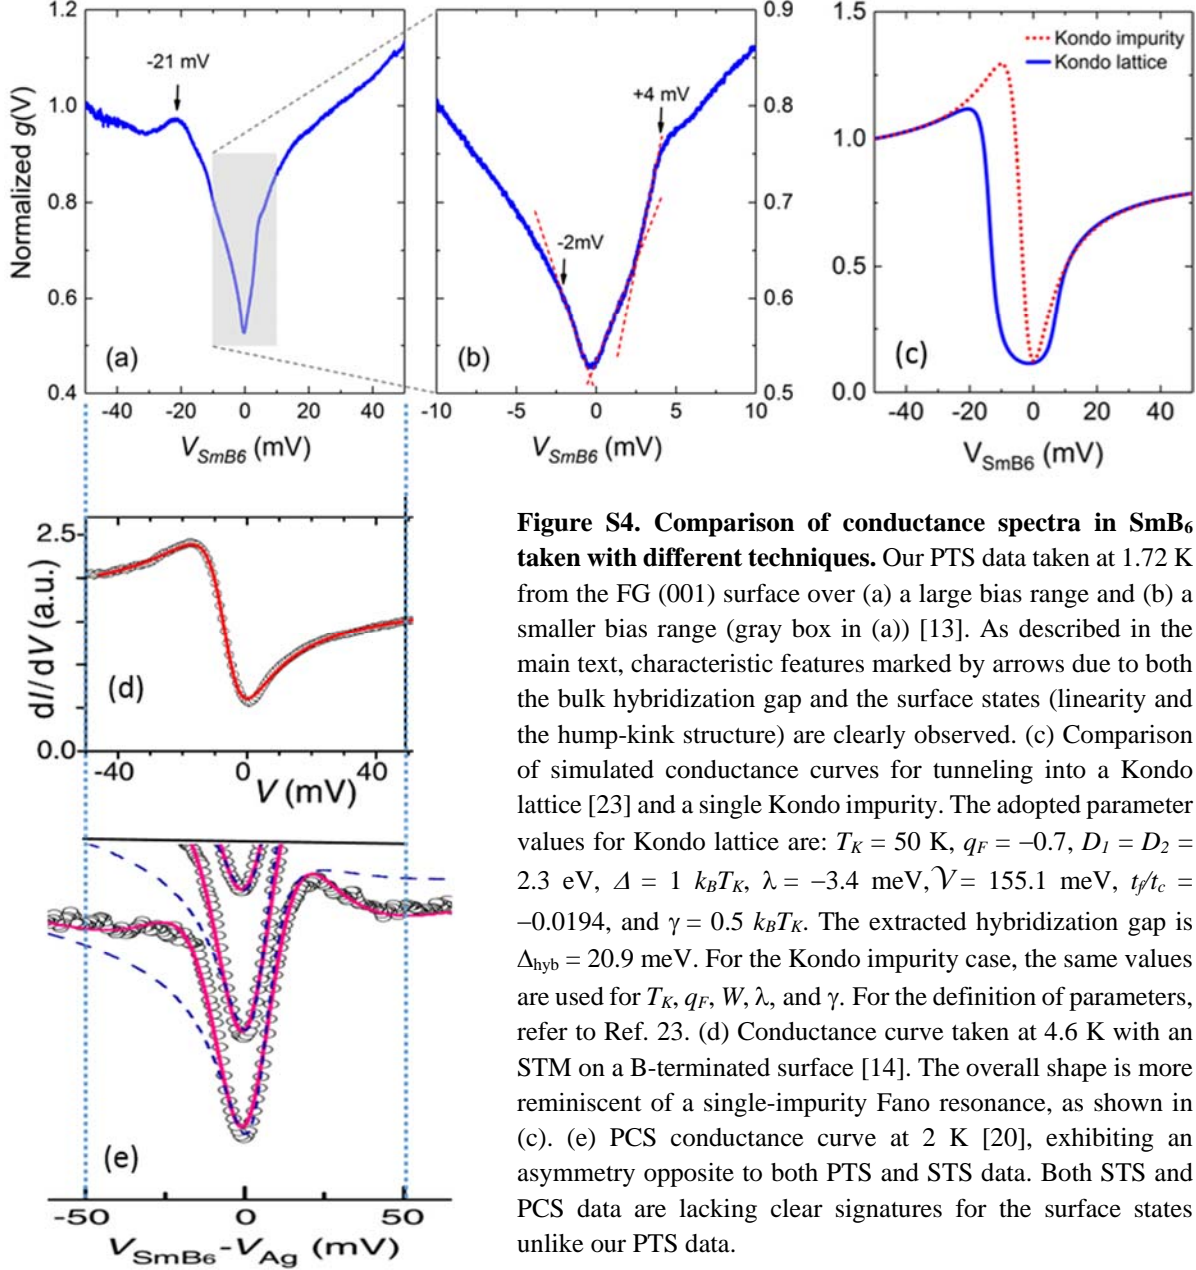 1.2
1.0
0.8
0.6
0.4
Normalized g(V)
-21 mV
(a)
-40 -20 0 20 40
V_SmB6 (mV)
-2mV
+4 mV
(b)
-10 -5 0 5 10
V_SmB6 (mV)
0.9
0.8
0.7
0.6
0.5
1.5
1.0
0.5
0.0
Kondo impurity
Kondo lattice
(c)
-40 -20 0 20 40
V_SmB6 (mV)
2.5
0.0
dI/dV (a.u.)
(d)
-40 0 40
V (mV)
(e)
-50 0 50
V_SmB6-V_Ag (mV)
Figure S4. Comparison of conductance spectra in SmB₆
taken with different techniques. Our PTS data taken at 1.72 K
from the FG (001) surface over (a) a large bias range and (b) a
smaller bias range (gray box in (a)) [13]. As described in the
main text, characteristic features marked by arrows due to both
the bulk hybridization gap and the surface states (linearity and
the hump-kink structure) are clearly observed. (c) Comparison
of simulated conductance curves for tunneling into a Kondo
lattice [23] and a single Kondo impurity. The adopted parameter
values for Kondo lattice are: T_K = 50 K, q_F = −0.7, D₁ = D₂ =
2.3 eV, Δ = 1 k_BT_K, λ = −3.4 meV, 𝒱 = 155.1 meV, t_f/t_c =
−0.0194, and γ = 0.5 k_BT_K. The extracted hybridization gap is
Δ_hyb = 20.9 meV. For the Kondo impurity case, the same values
are used for T_K, q_F, W, λ, and γ. For the definition of parameters,
refer to Ref. 23. (d) Conductance curve taken at 4.6 K with an
STM on a B-terminated surface [14]. The overall shape is more
reminiscent of a single-impurity Fano resonance, as shown in
(c). (e) PCS conductance curve at 2 K [20], exhibiting an
asymmetry opposite to both PTS and STS data. Both STS and
PCS data are lacking clear signatures for the surface states
unlike our PTS data.